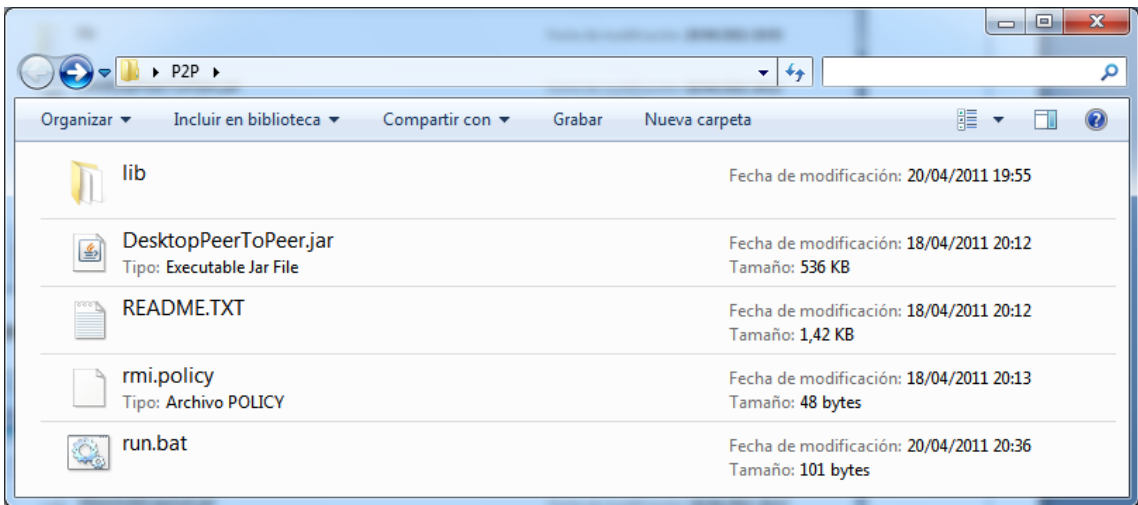 P2P
Organizar Incluir en biblioteca Compartir con Grabar Nueva carpeta
lib Fecha de modificación: 20/04/2011 19:55
DesktopPeerToPeer.jar Fecha de modificación: 18/04/2011 20:12
Tipo: Executable Jar File Tamaño: 536 KB
README.TXT Fecha de modificación: 18/04/2011 20:12
Tamaño: 1,42 KB
rmi.policy Fecha de modificación: 18/04/2011 20:13
Tipo: Archivo POLICY Tamaño: 48 bytes
run.bat Fecha de modificación: 20/04/2011 20:36
Tamaño: 101 bytes